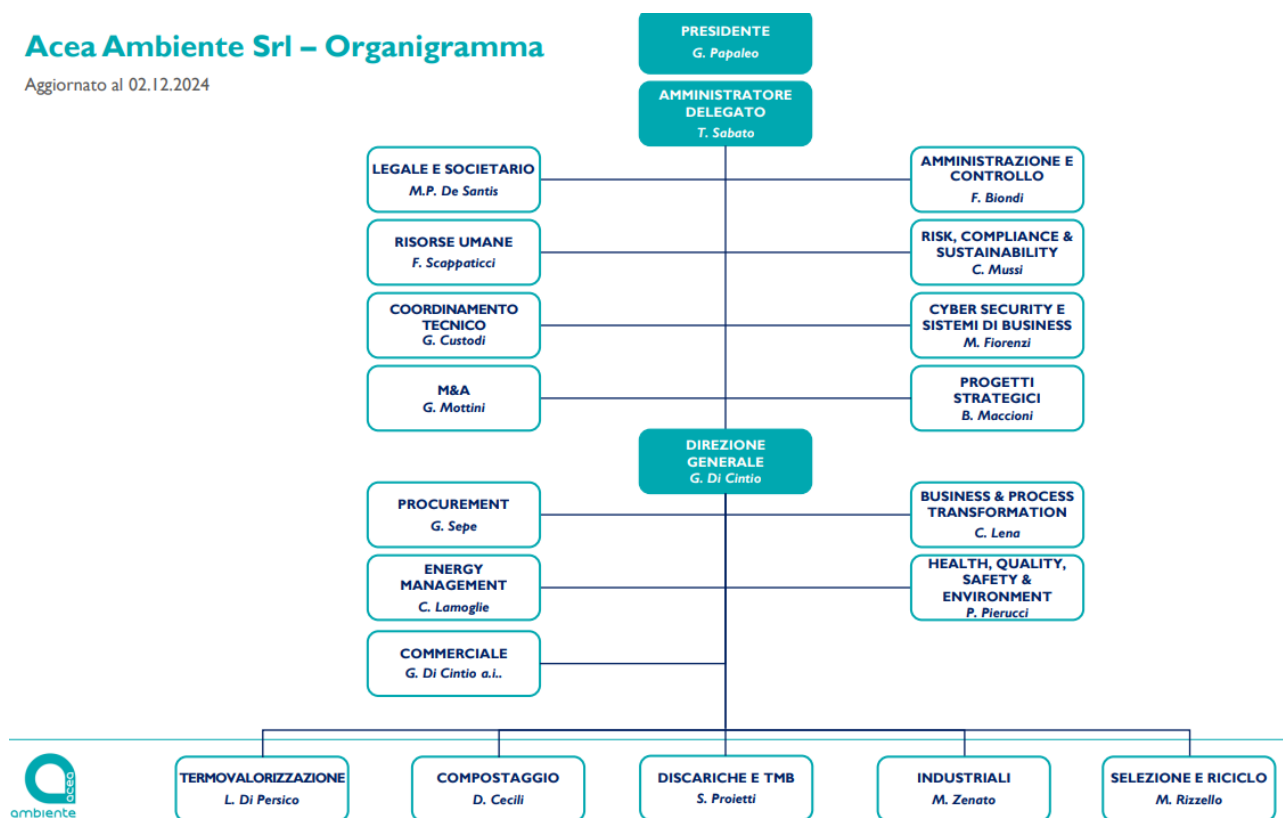 Acea Ambiente Srl – Organigramma
Aggiornato al 02.12.2024
PRESIDENTE
G. Papaleo
AMMINISTRATORE
DELEGATO
T. Sabato
LEGALE E SOCIETARIO
M.P. De Santis
AMMINISTRAZIONE E
CONTROLLO
F. Biondi
RISORSE UMANE
F. Scappaticci
RISK, COMPLIANCE &
SUSTAINABILITY
C. Mussi
COORDINAMENTO
TECNICO
G. Custodi
CYBER SECURITY E
SISTEMI DI BUSINESS
M. Fiorenzi
M&A
G. Mottini
PROGETTI
STRATEGICI
B. Maccioni
DIREZIONE
GENERALE
G. Di Cintio
PROCUREMENT
G. Sepe
BUSINESS & PROCESS
TRANSFORMATION
C. Lena
ENERGY
MANAGEMENT
C. Lamoglie
HEALTH, QUALITY,
SAFETY &
ENVIRONMENT
P. Pierucci
COMMERCIALE
G. Di Cintio a.i..
TERMOVALORIZZAZIONE
L. Di Persico
COMPOSTAGGIO
D. Cecili
DISCARICHE E TMB
S. Proietti
INDUSTRIALI
M. Zenato
SELEZIONE E RICICLO
M. Rizzello
acea
ambiente